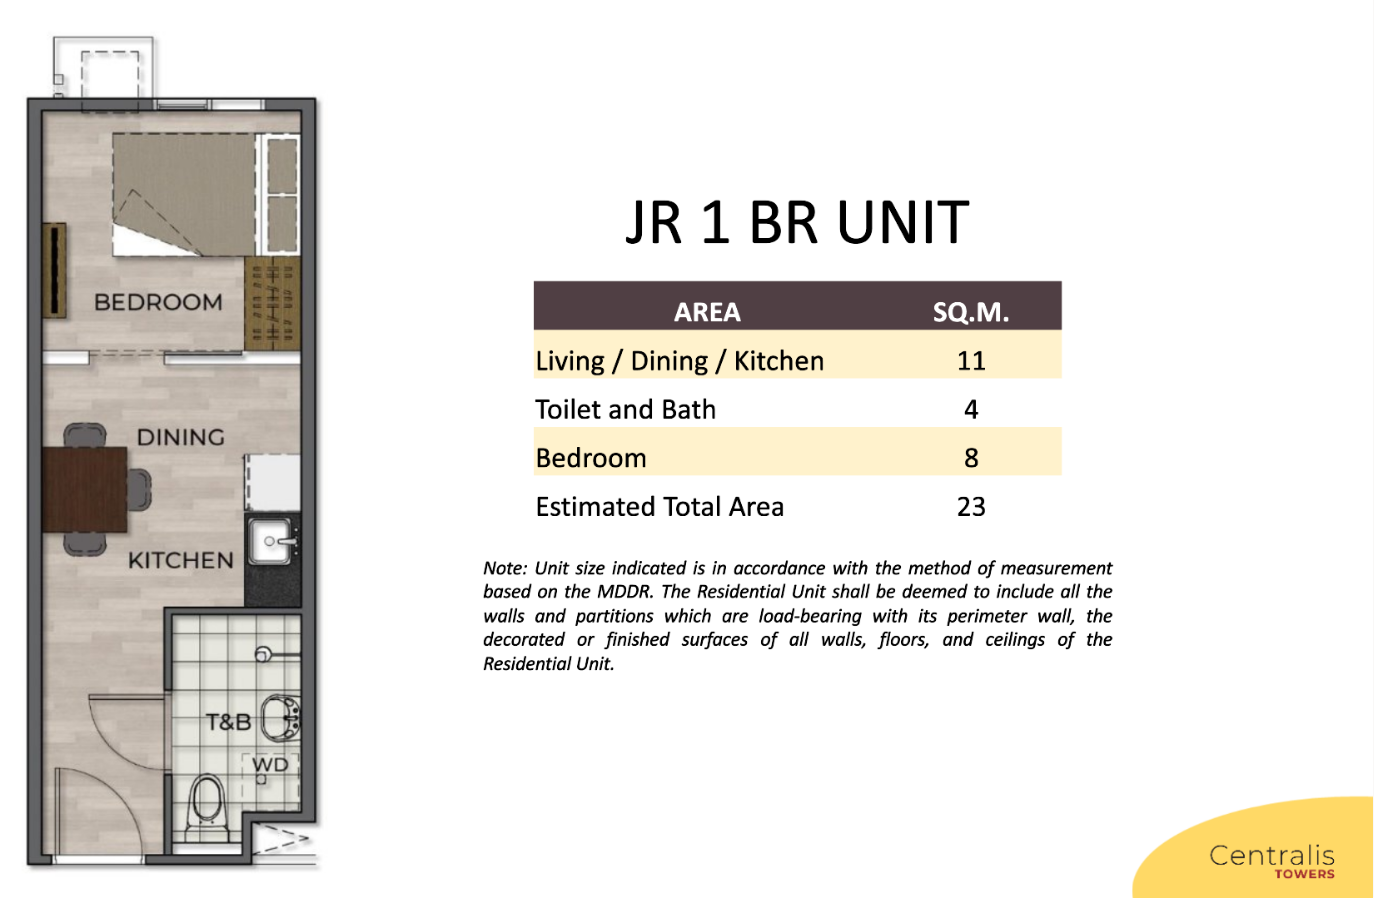 BEDROOM
DINING
KITCHEN
T&B
WD
JR 1 BR UNIT
AREA SQ.M.
Living / Dining / Kitchen 11
Toilet and Bath 4
Bedroom 8
Estimated Total Area 23
Note: Unit size indicated is in accordance with the method of measurement
based on the MDDR. The Residential Unit shall be deemed to include all the
walls and partitions which are load-bearing with its perimeter wall, the
decorated or finished surfaces of all walls, floors, and ceilings of the
Residential Unit.
Centralis
TOWERS